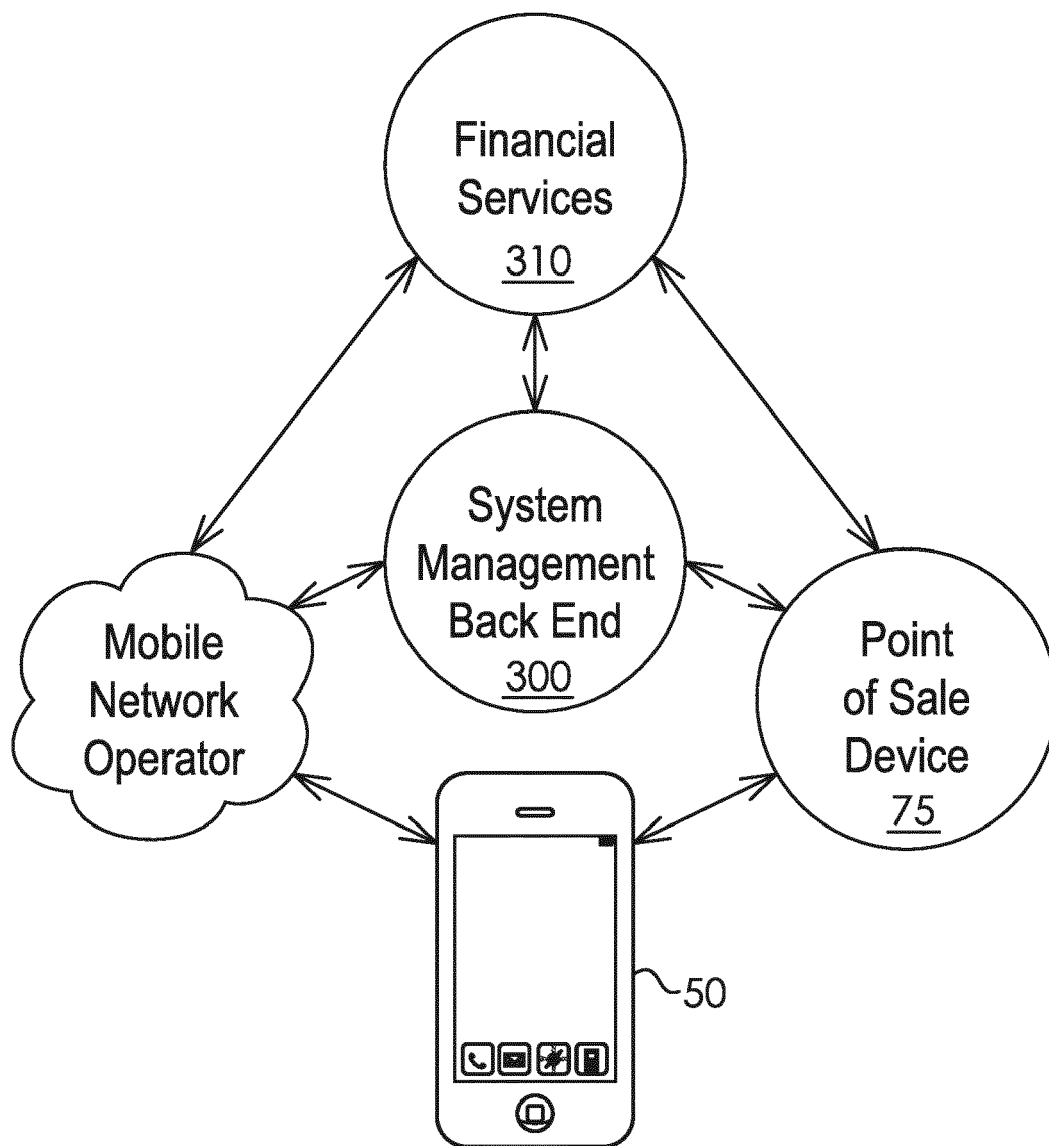 Financial
Services
310
System
Management
Back End
300
Mobile
Network
Operator
Point
of Sale
Device
75
50